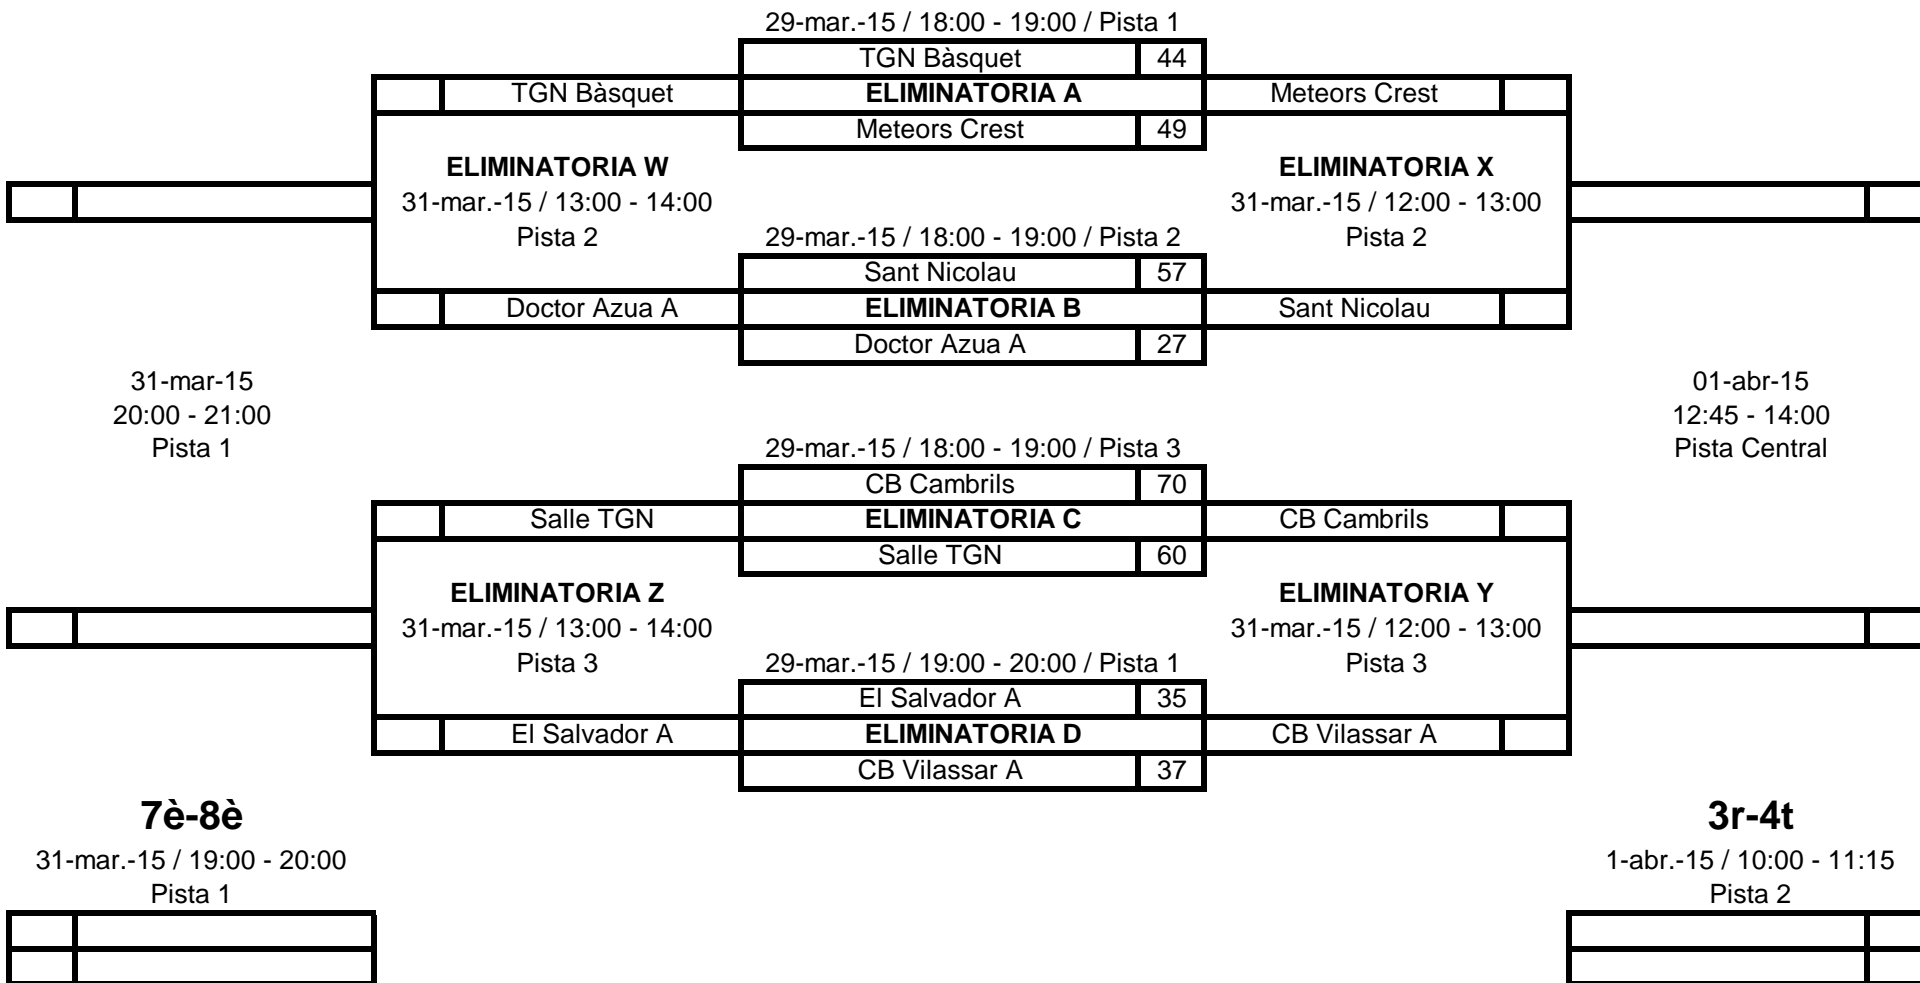 29-mar.-15 / 18:00 - 19:00 / Pista 1
TGN Bàsquet 44
TGN Bàsquet ELIMINATORIA A Meteors Crest
Meteors Crest 49
ELIMINATORIA W ELIMINATORIA X
31-mar.-15 / 13:00 - 14:00 31-mar.-15 / 12:00 - 13:00
Pista 2 29-mar.-15 / 18:00 - 19:00 / Pista 2 Pista 2
Sant Nicolau 57
Doctor Azua A ELIMINATORIA B Sant Nicolau
Doctor Azua A 27
31-mar-15 01-abr-15
20:00 - 21:00 12:45 - 14:00
Pista 1 29-mar.-15 / 18:00 - 19:00 / Pista 3 Pista Central
CB Cambrils 70
Salle TGN ELIMINATORIA C CB Cambrils
Salle TGN 60
ELIMINATORIA Z ELIMINATORIA Y
31-mar.-15 / 13:00 - 14:00 31-mar.-15 / 12:00 - 13:00
Pista 3 29-mar.-15 / 19:00 - 20:00 / Pista 1 Pista 3
El Salvador A 35
El Salvador A ELIMINATORIA D CB Vilassar A
CB Vilassar A 37
7è-8è 3r-4t
31-mar.-15 / 19:00 - 20:00 1-abr.-15 / 10:00 - 11:15
Pista 1 Pista 2